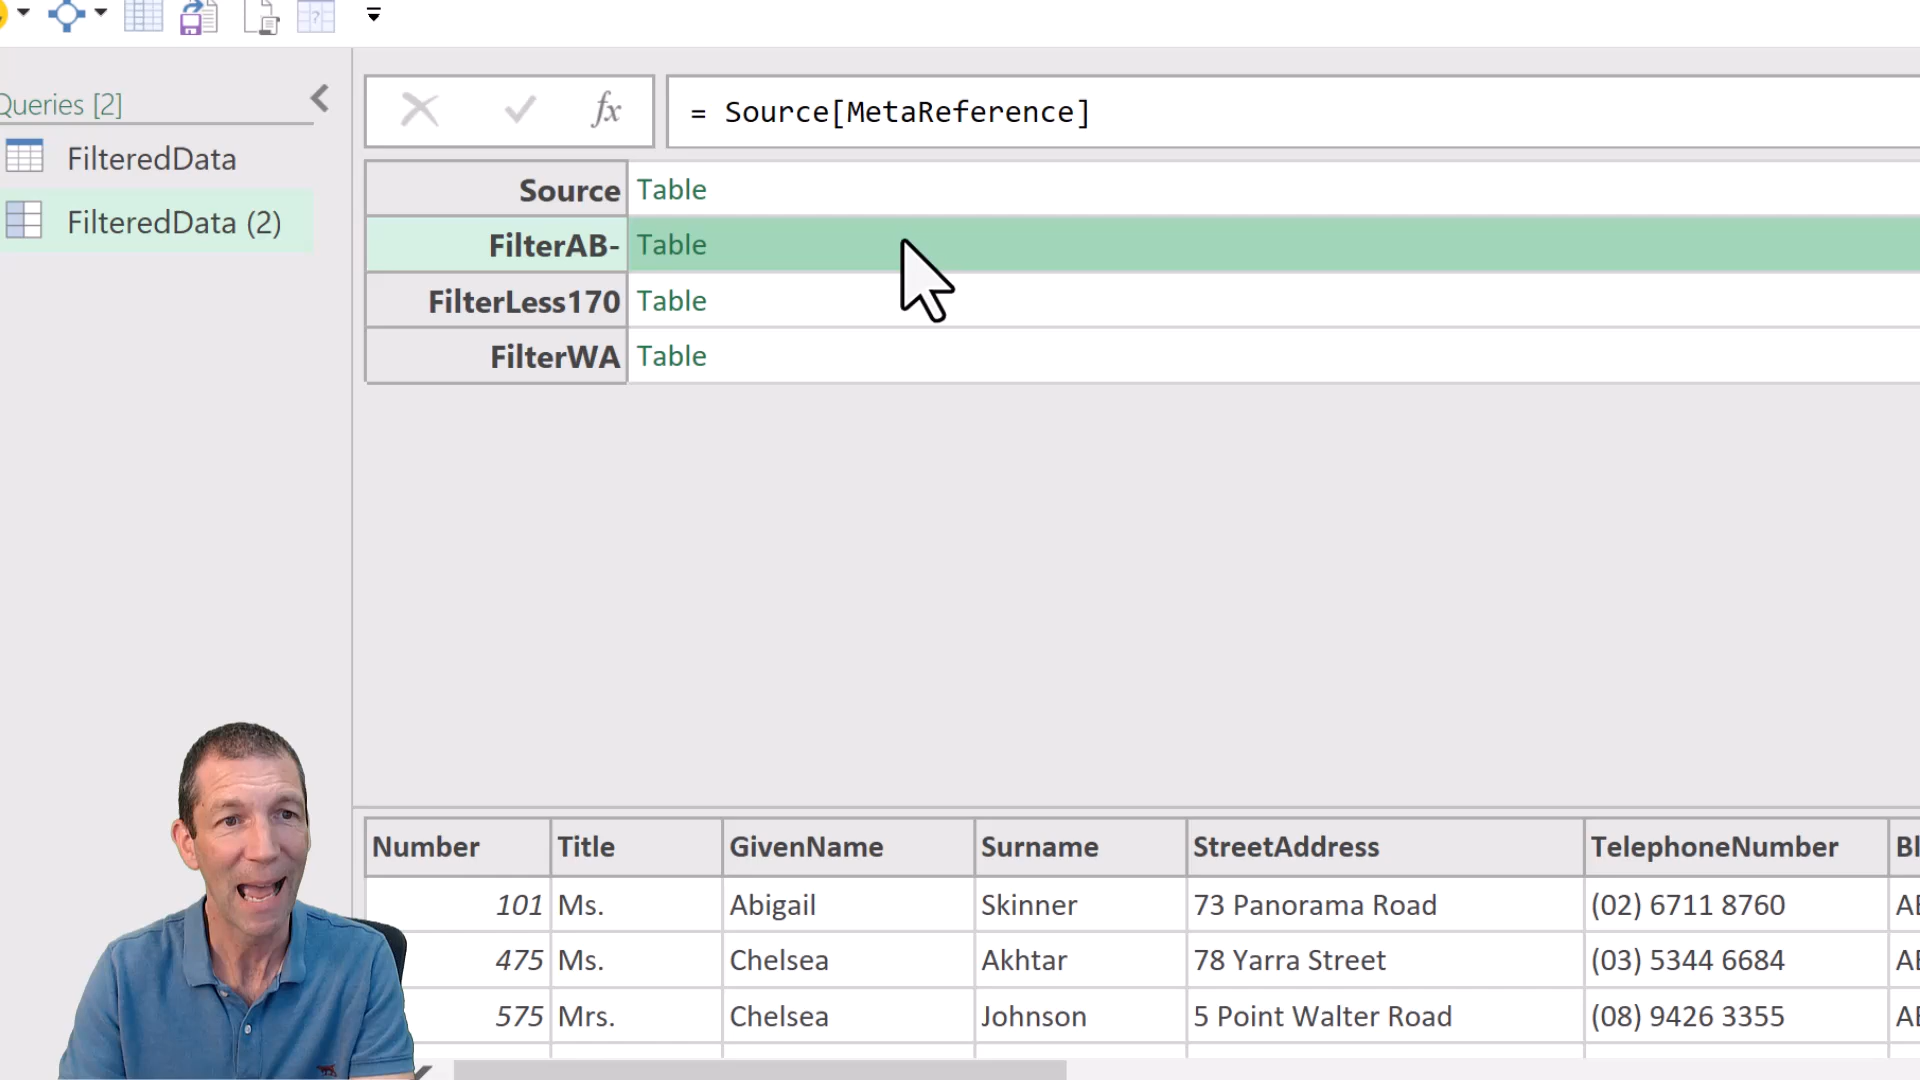 Queries [2]
FilteredData
FilteredData (2)
fx
= Source[MetaReference]
Source Table
FilterAB- Table
FilterLess170 Table
FilterWA Table
Number Title GivenName Surname StreetAddress TelephoneNumber
101 Ms. Abigail Skinner 73 Panorama Road (02) 6711 8760
475 Ms. Chelsea Akhtar 78 Yarra Street (03) 5344 6684
575 Mrs. Chelsea Johnson 5 Point Walter Road (08) 9426 3355